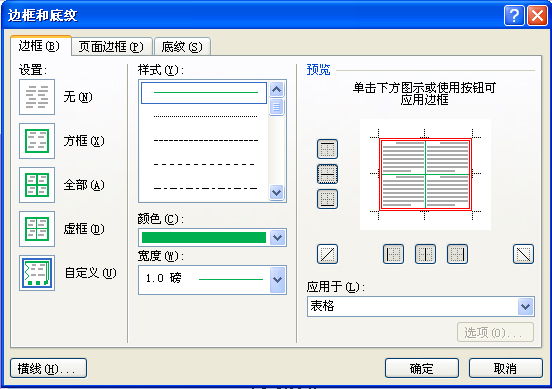 边框和底纹
边框(B) 页面边框(P) 底纹(S)
设置:
无(N)
方框(X)
全部(A)
虚框(D)
自定义(U)
样式(Y):
颜色(C):
宽度(W):
1.0 磅
预览
单击下方图示或使用按钮可
应用边框
应用于(L):
表格
选项(O)...
横线(H)... 确定 取消